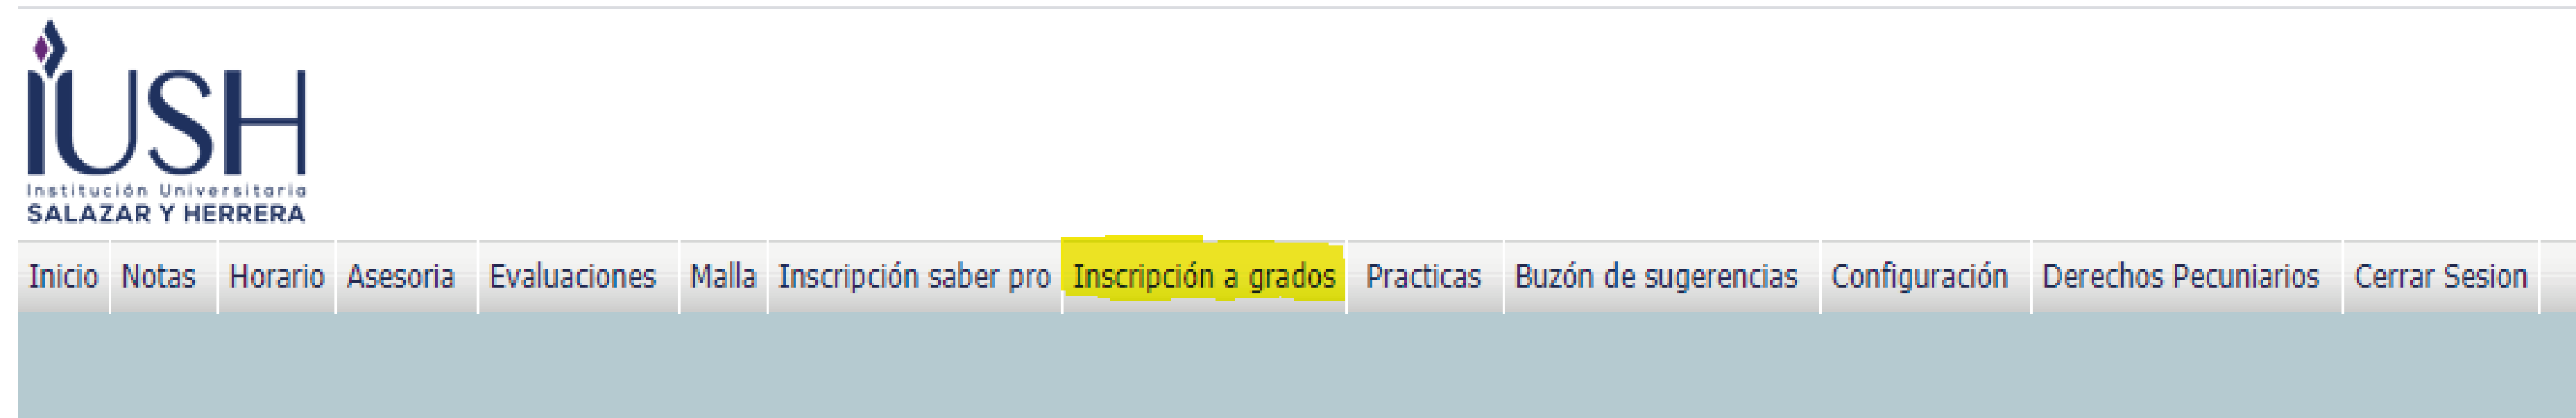 IUSH
Institución Universitaria
SALAZAR Y HERRERA
Inicio Notas Horario Asesoria Evaluaciones Malla Inscripción saber pro Inscripción a grados Practicas Buzón de sugerencias Configuración Derechos Pecuniarios Cerrar Sesion